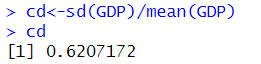 > cd<-sd(GDP)/mean(GDP)
> cd
[1] 0.6207172